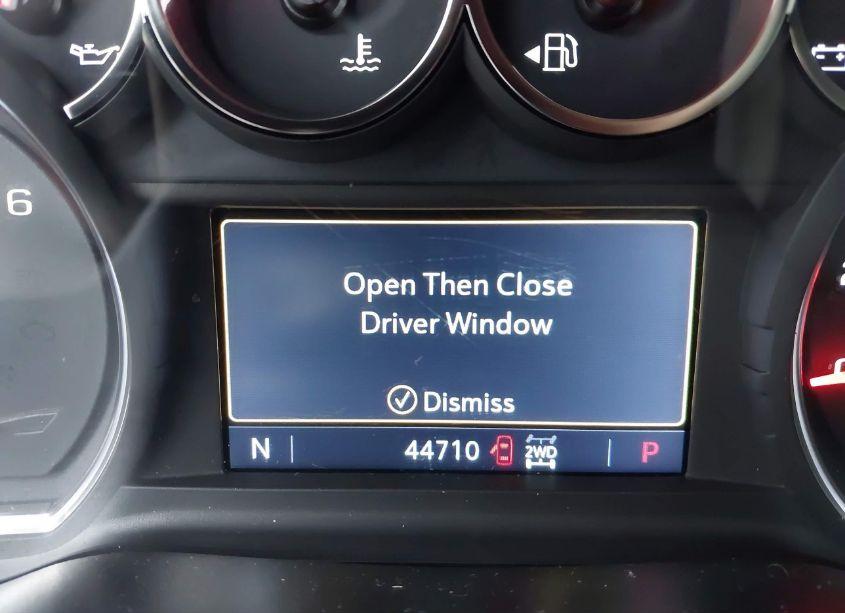 6
Open Then Close
Driver Window
Dismiss
N 44710 2WD P